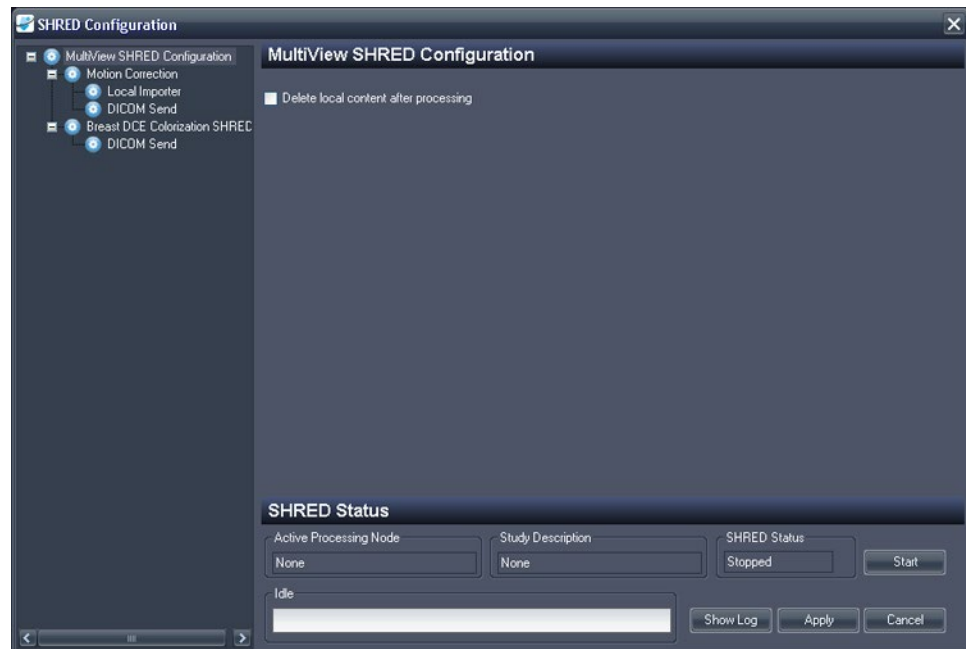 SHRED Configuration
MultiView SHRED Configuration
Motion Correction
Local Importer
DICOM Send
Breast DCE Colorization SHRED
DICOM Send
MultiView SHRED Configuration
Delete local content after processing
SHRED Status
Active Processing Node
None
Study Description
None
SHRED Status
Stopped
Start
Idle
Show Log
Apply
Cancel